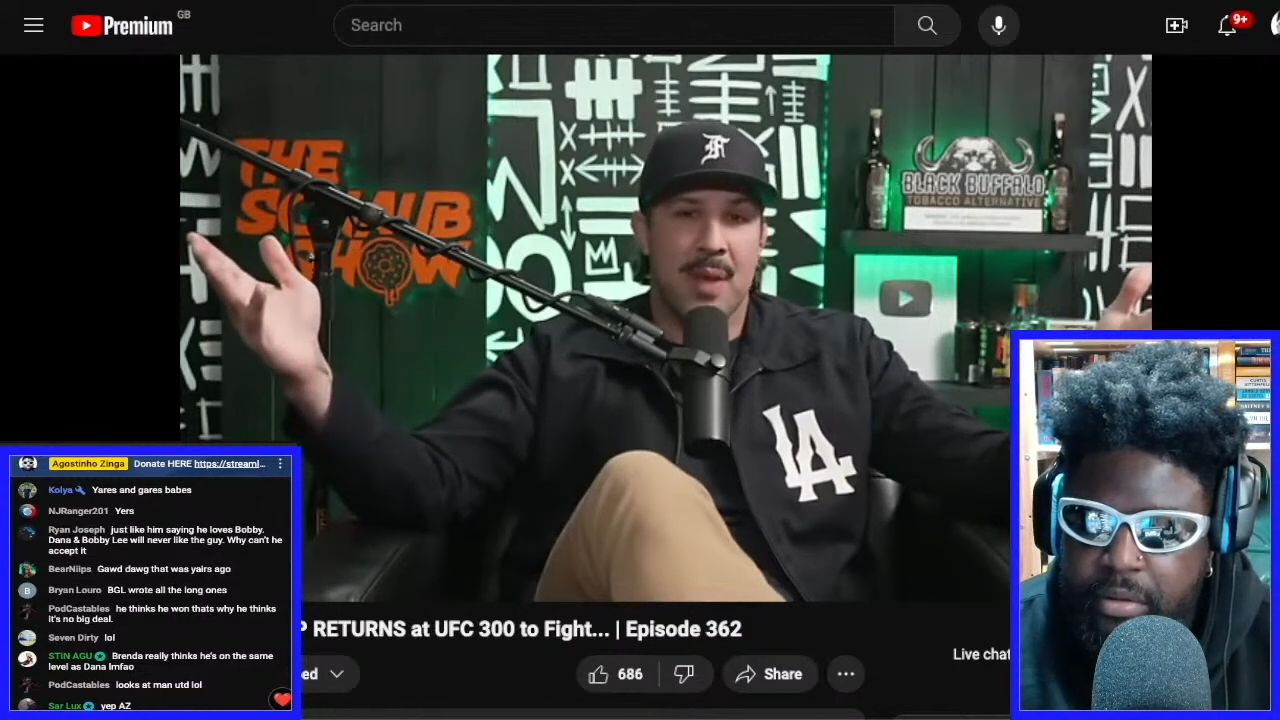 Premium GB
Search
9+
THE
SCHAUB
SHOW
BLACK BUFFALO
TOBACCO ALTERNATIVE
LA
Agostinho Zinga Donate HERE https://streaml...
Kolya Yares and gares babes
NJRanger201 Yers
Ryan Joseph just like him saying he loves Bobby.
Dana & Bobby Lee will never like the guy. Why can't he
accept it
BearNiips Gawd dawg that was yairs ago
Bryan Louro BGL wrote all the long ones
PodCastables he thinks he won thats why he thinks
it's no big deal.
Seven Dirty lol
STIN AGU Brenda really thinks he's on the same
level as Dana lmfao
PodCastables looks at man utd lol
Sar Lux yep AZ
P RETURNS at UFC 300 to Fight... | Episode 362
ed
686
Share
Live chat